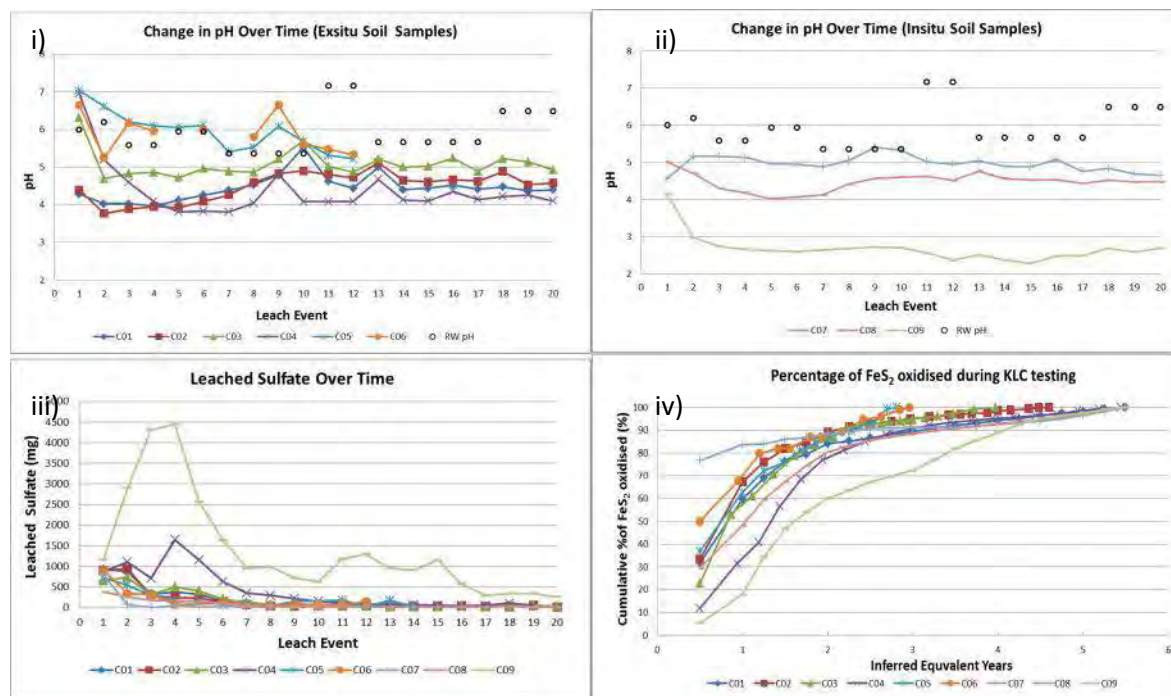 i)
Change in pH Over Time (Exsitu Soil Samples)
8
7
6
5
4
3
2
pH
0 1 2 3 4 5 6 7 8 9 10 11 12 13 14 15 16 17 18 19 20
Leach Event
C01 C02 C03 C04 C05 C06 RW pH
ii)
Change in pH Over Time (Insitu Soil Samples)
8
7
6
5
4
3
2
pH
0 1 2 3 4 5 6 7 8 9 10 11 12 13 14 15 16 17 18 19 20
Leach Event
C07 C08 C09 RW pH
iii)
Leached Sulfate Over Time
5000
4500
4000
3500
3000
2500
2000
1500
1000
500
0
Leached Sulfate (mg)
0 1 2 3 4 5 6 7 8 9 10 11 12 13 14 15 16 17 18 19 20
Leach Event
C01 C02 C03 C04 C05 C06 C07 C08 C09
iv)
Percentage of FeS₂ oxidised during KLC testing
100
90
80
70
60
50
40
30
20
10
0
Cumulative % of FeS₂ oxidised (%)
0 1 2 3 4 5 6
Inferred Equvalent Years
C01 C02 C03 C04 C05 C06 C07 C08 C09